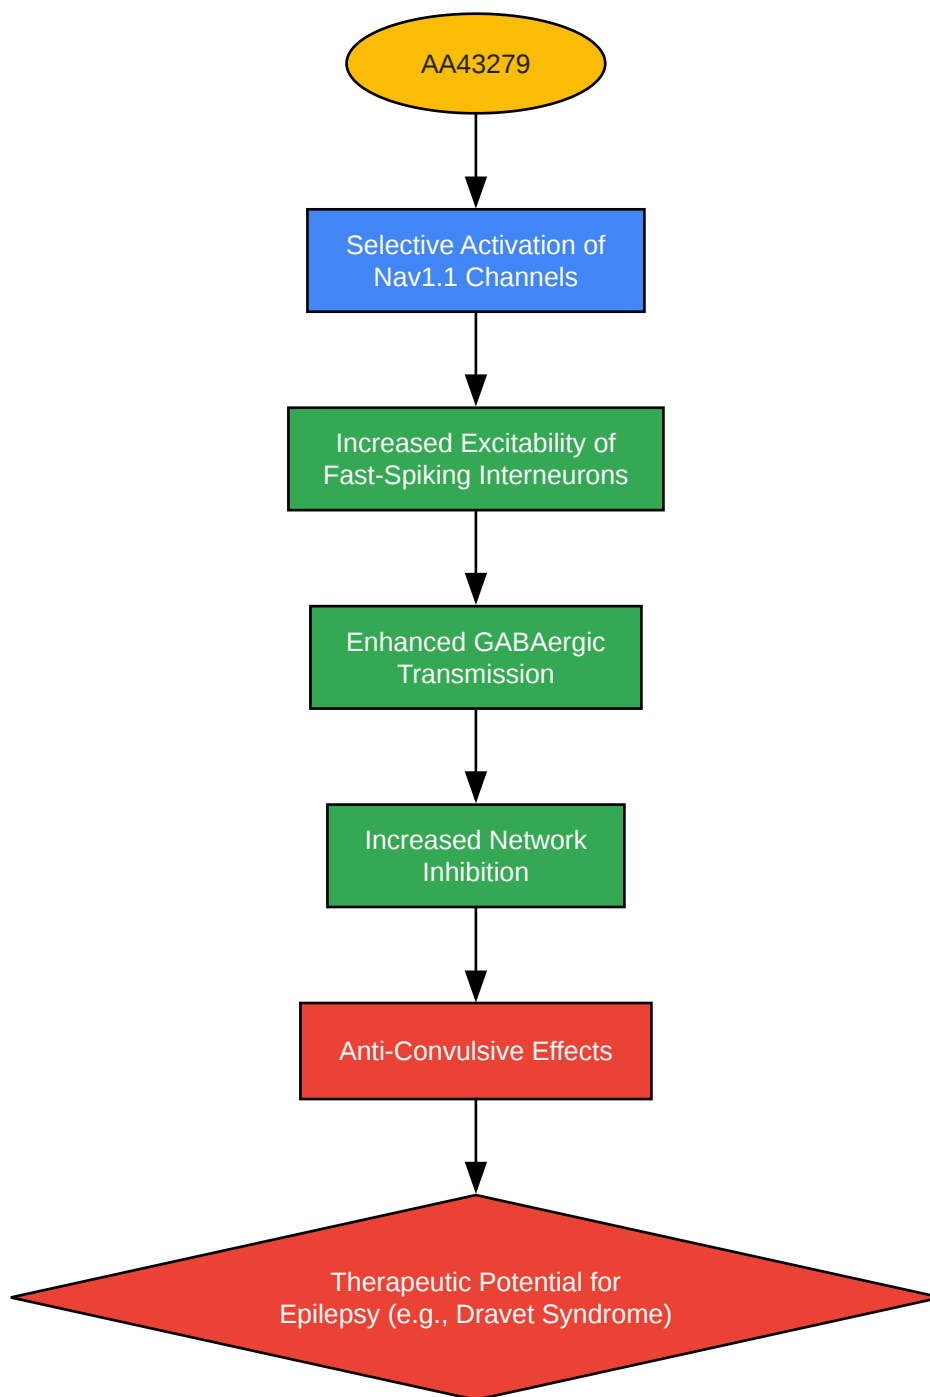 AA43279
Selective Activation of
Nav1.1 Channels
Increased Excitability of
Fast-Spiking Interneurons
Enhanced GABAergic
Transmission
Increased Network
Inhibition
Anti-Convulsive Effects
Therapeutic Potential for
Epilepsy (e.g., Dravet Syndrome)